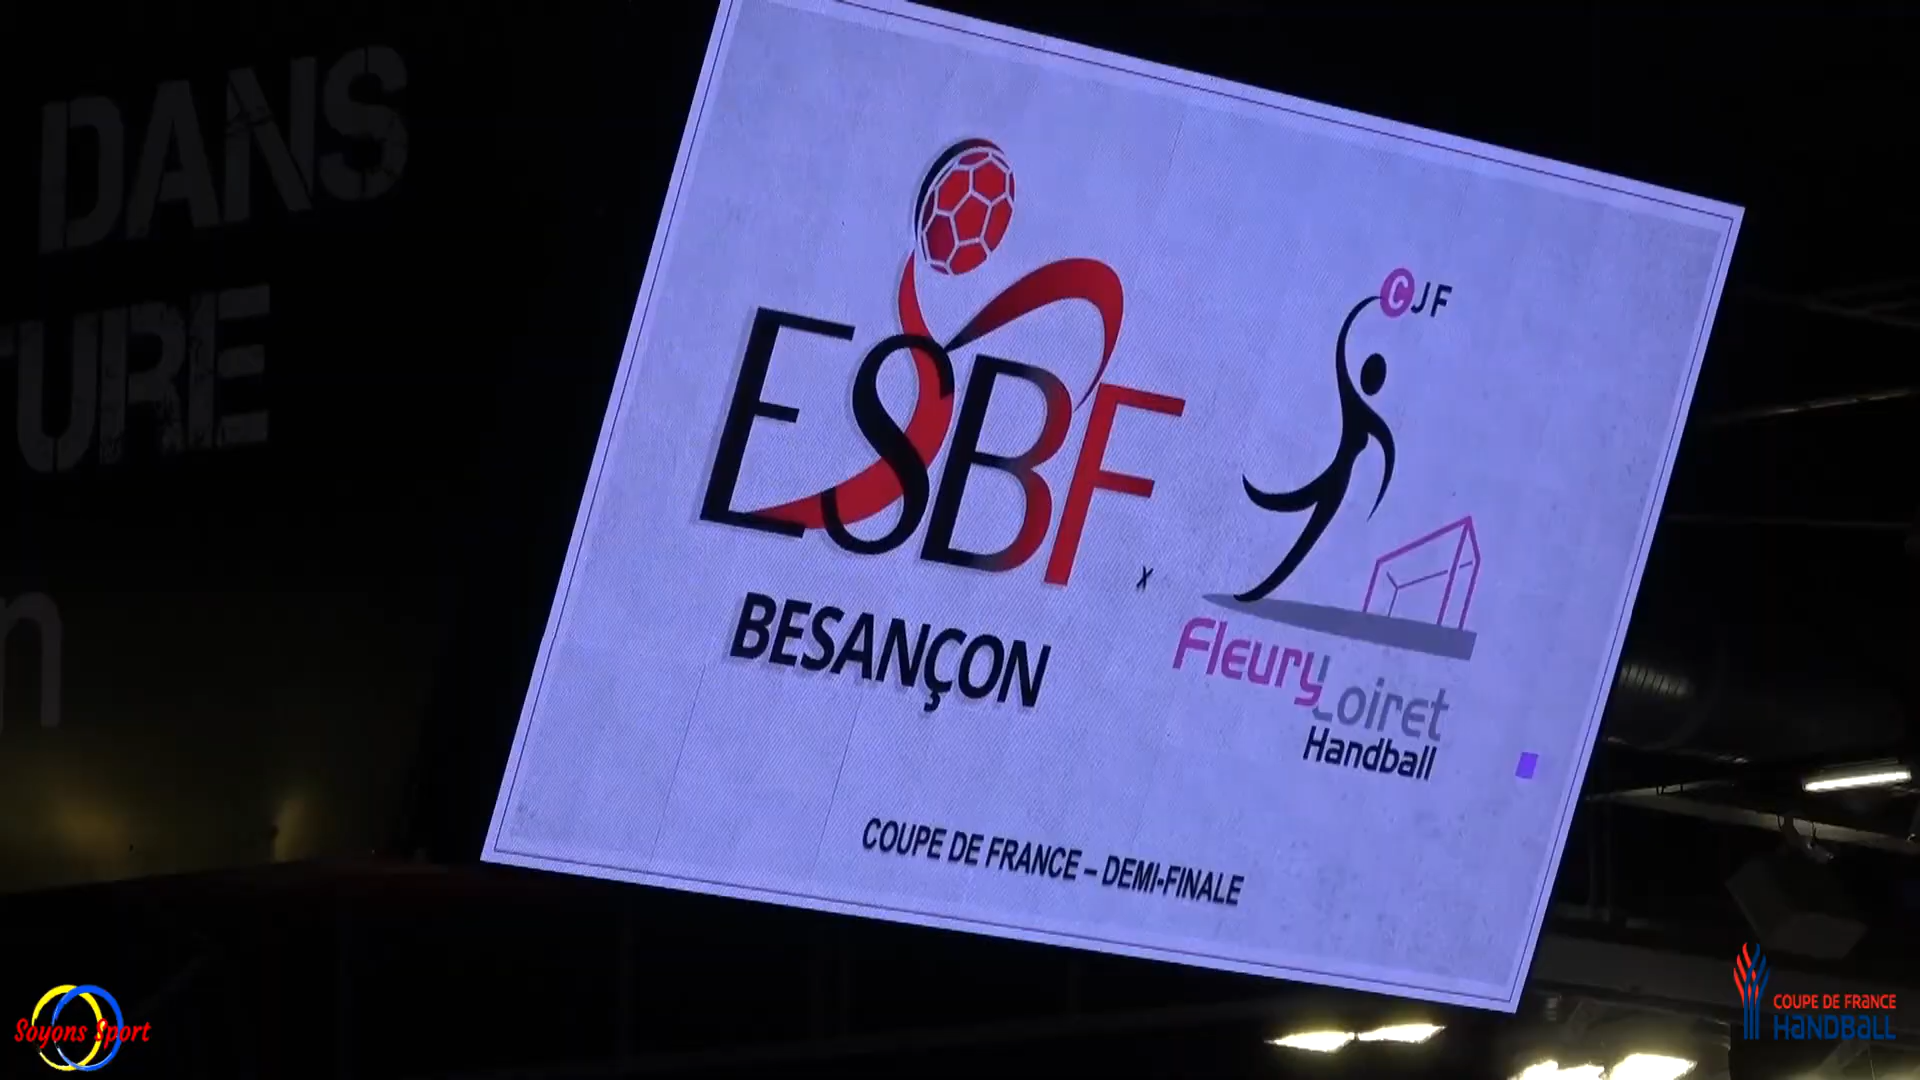 DANS
TURE
n
CJF
ESBF
x
BESANÇON
Fleury
Loiret
Handball
COUPE DE FRANCE – DEMI-FINALE
Soyons Sport
COUPE DE FRANCE
HANDBALL